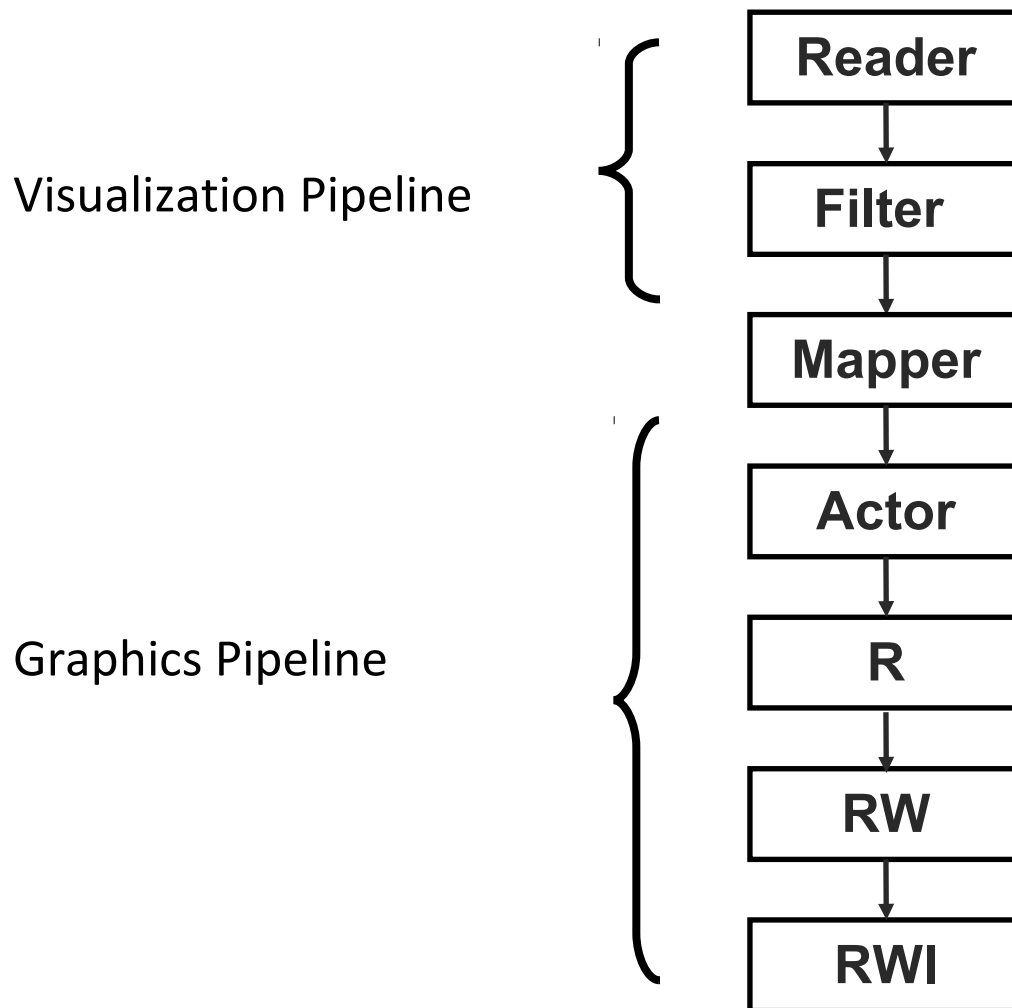 Reader
Visualization Pipeline
Filter
Mapper
Actor
Graphics Pipeline
R
RW
RWI